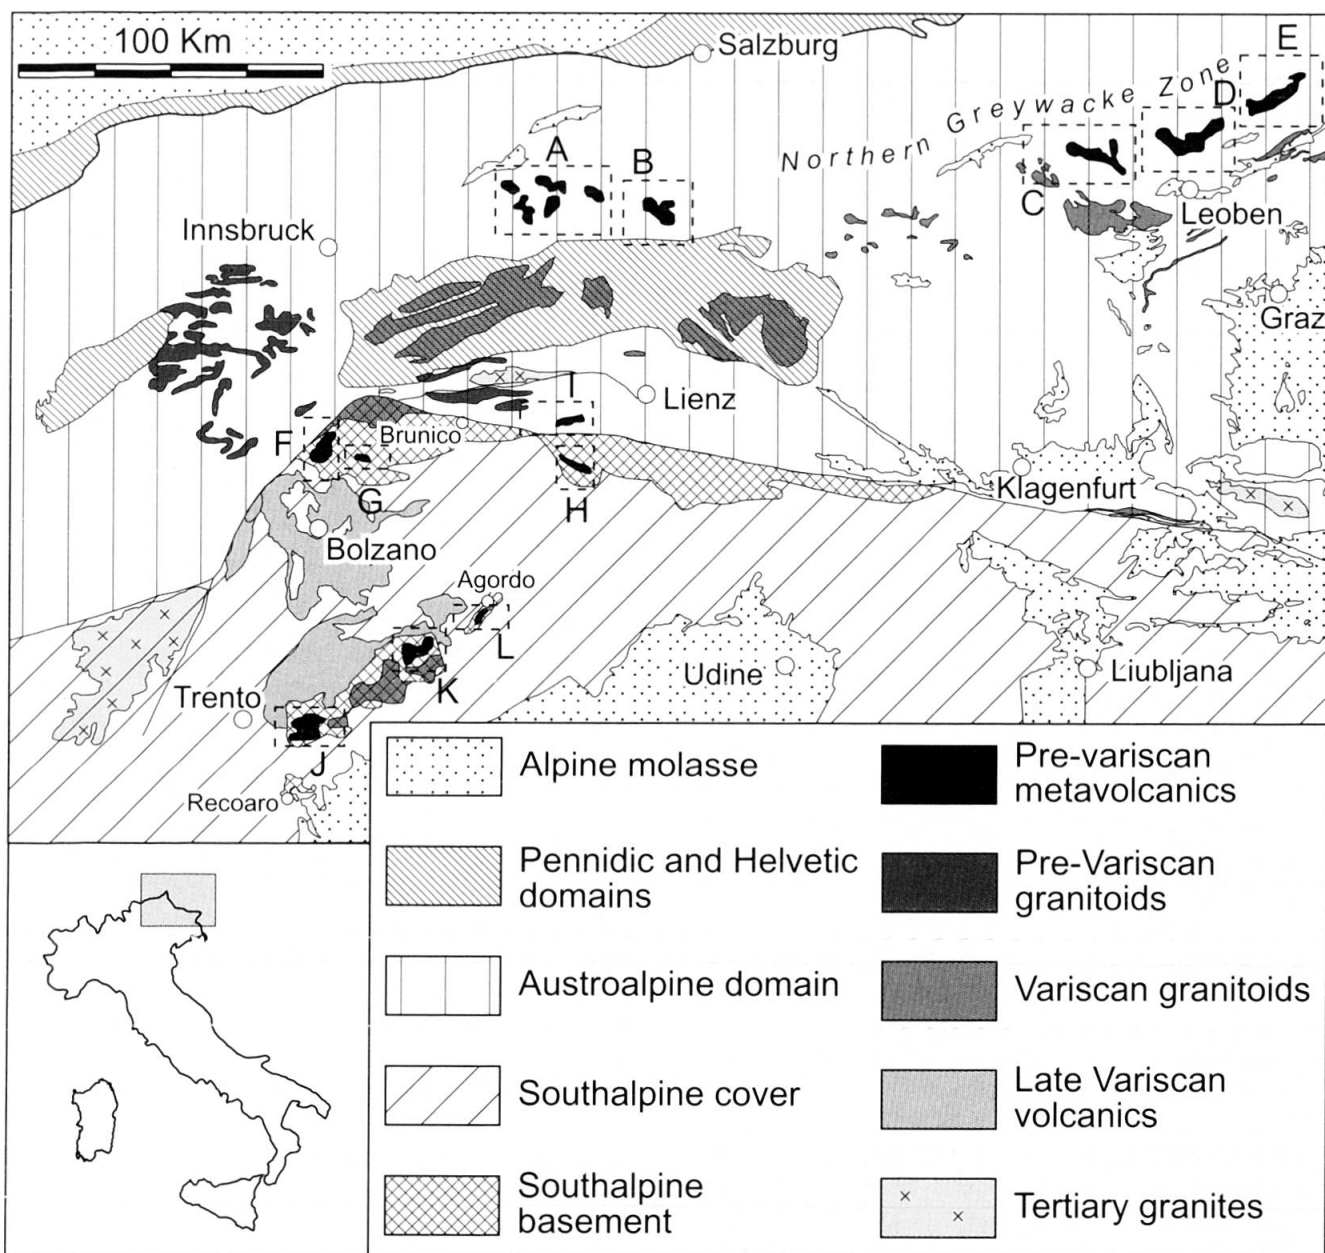 100 Km
Salzburg
Northern Greywacke Zone
E
D
A
B
C
Leoben
Innsbruck
Graz
I
Lienz
F
Brunico
G
H
Klagenfurt
Bolzano
Agordo
L
K
Udine
Liubljana
Trento
J
Recoaro
Alpine molasse
Pennidic and Helvetic
domains
Austroalpine domain
Southalpine cover
Southalpine
basement
Pre-variscan
metavolcanics
Pre-Variscan
granitoids
Variscan granitoids
Late Variscan
volcanics
Tertiary granites